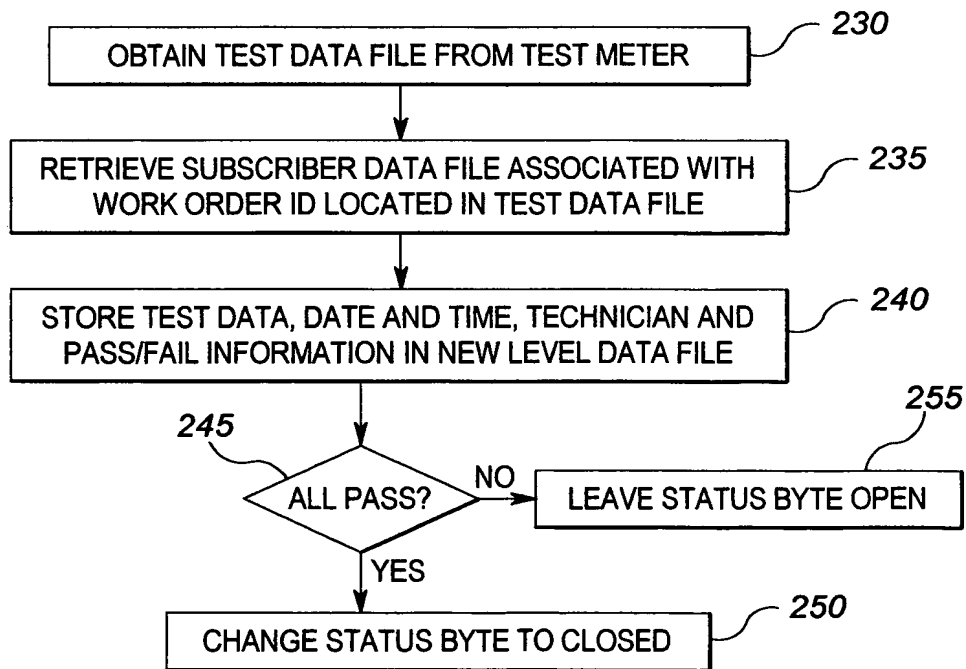 230
OBTAIN TEST DATA FILE FROM TEST METER
235
RETRIEVE SUBSCRIBER DATA FILE ASSOCIATED WITH
WORK ORDER ID LOCATED IN TEST DATA FILE
240
STORE TEST DATA, DATE AND TIME, TECHNICIAN AND
PASS/FAIL INFORMATION IN NEW LEVEL DATA FILE
245
ALL PASS?
NO
255
LEAVE STATUS BYTE OPEN
YES
250
CHANGE STATUS BYTE TO CLOSED